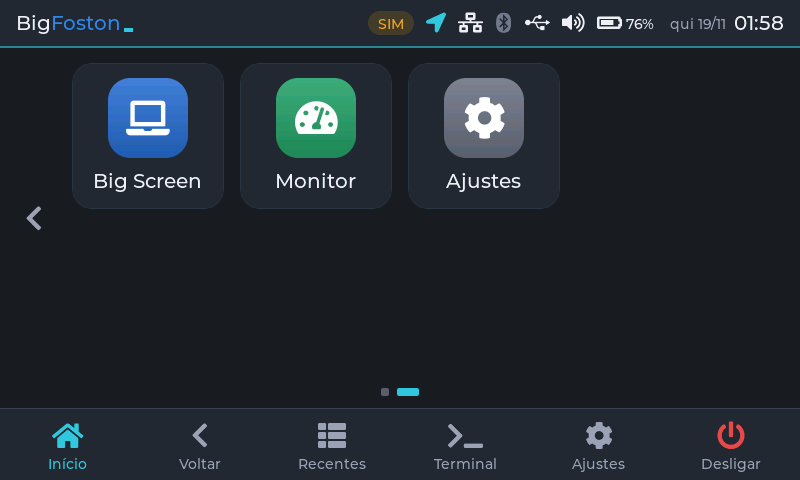 BigFoston
SIM
76%
qui 19/11
01:58
Big Screen
Monitor
Ajustes
Início
Voltar
Recentes
Terminal
Ajustes
Desligar